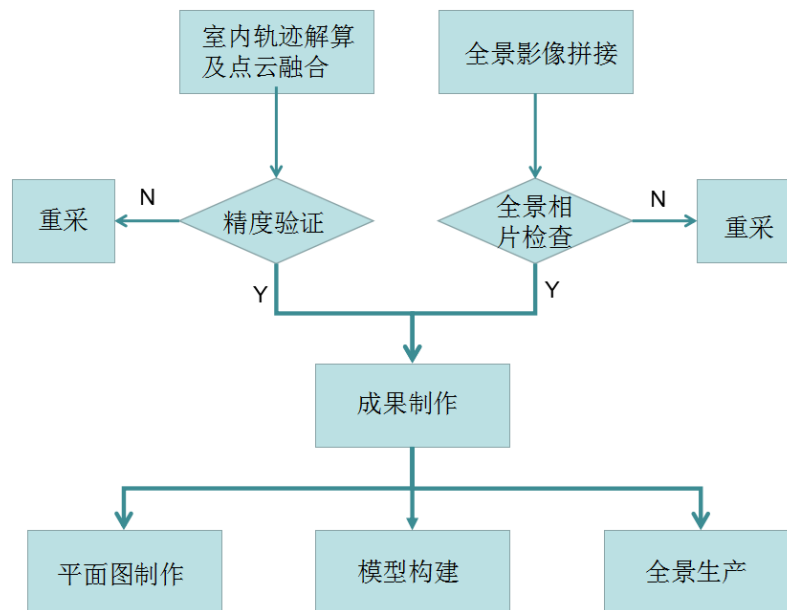 室内轨迹解算
及点云融合
全景影像拼接
N
N
重采
精度验证
全景相
片检查
重采
Y
Y
成果制作
平面图制作
模型构建
全景生产